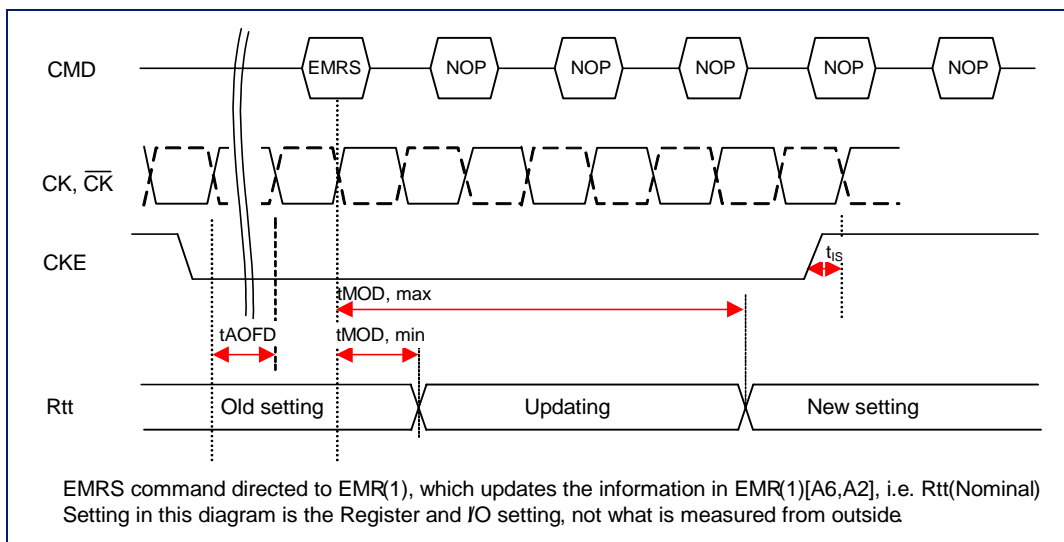 CMD EMRS NOP NOP NOP NOP NOP
CK, CK
CKE tIS
tMOD, max
tAOFD tMOD, min
Rtt Old setting Updating New setting
EMRS command directed to EMR(1), which updates the information in EMR(1)[A6,A2], i.e. Rtt(Nominal)
Setting in this diagram is the Register and I/O setting, not what is measured from outside.